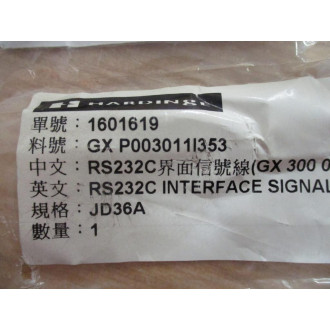 HARDINGE
單號：1601619
料號：GX P003011I353
中文：RS232C界面信號線(GX 300 0
英文：RS232C INTERFACE SIGNAL
規格：JD36A
數量：1